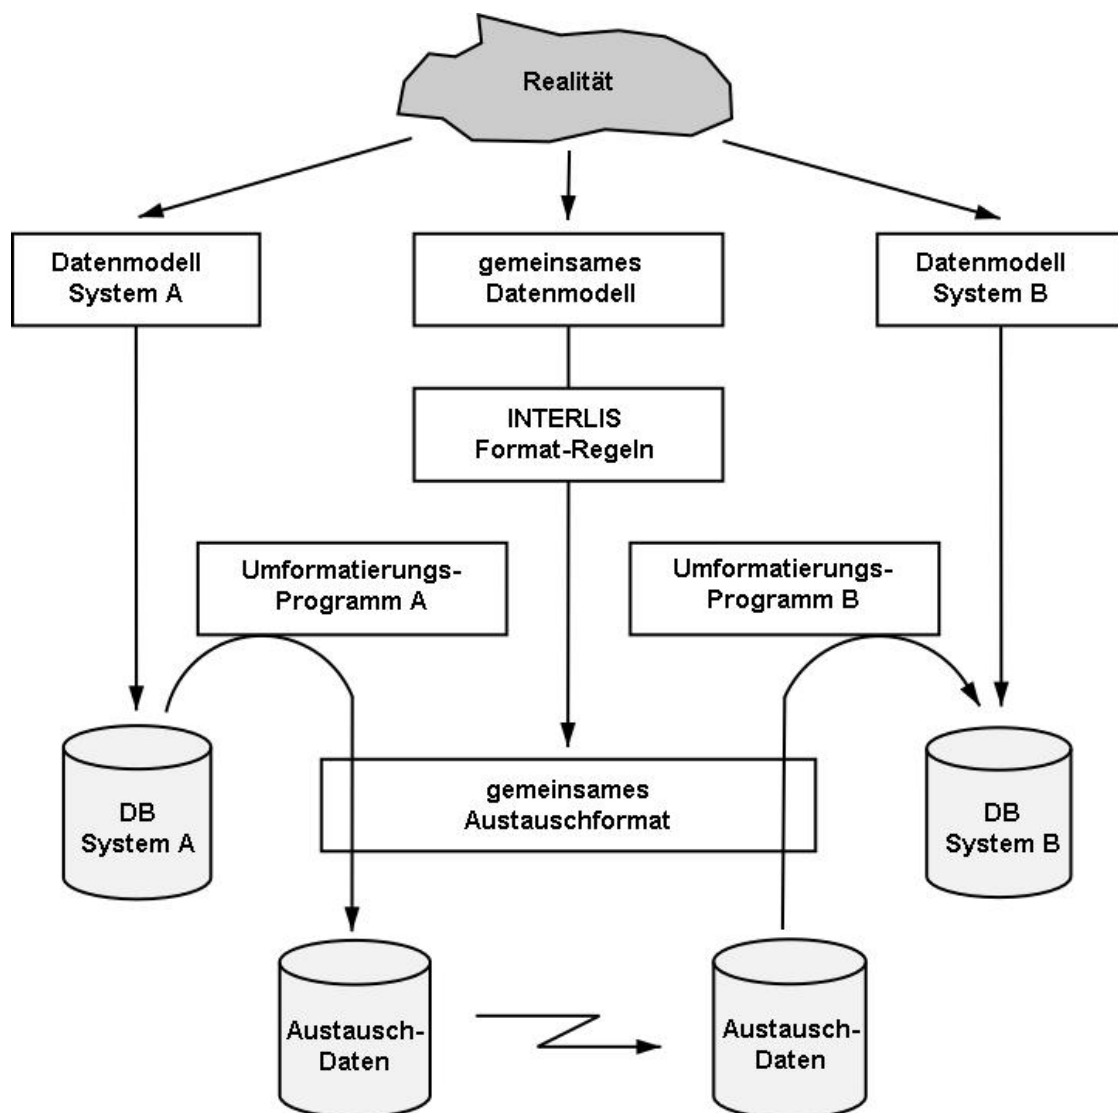 Realität
Datenmodell
System A
gemeinsames
Datenmodell
Datenmodell
System B
INTERLIS
Format-Regeln
Umformatierungs-
Programm A
Umformatierungs-
Programm B
DB
System A
gemeinsames
Austauschformat
DB
System B
Austausch-
Daten
Austausch-
Daten